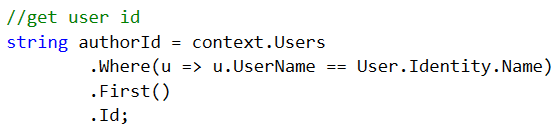 //get user id
string authorId = context.Users
        .Where(u => u.UserName == User.Identity.Name)
        .First()
        .Id;